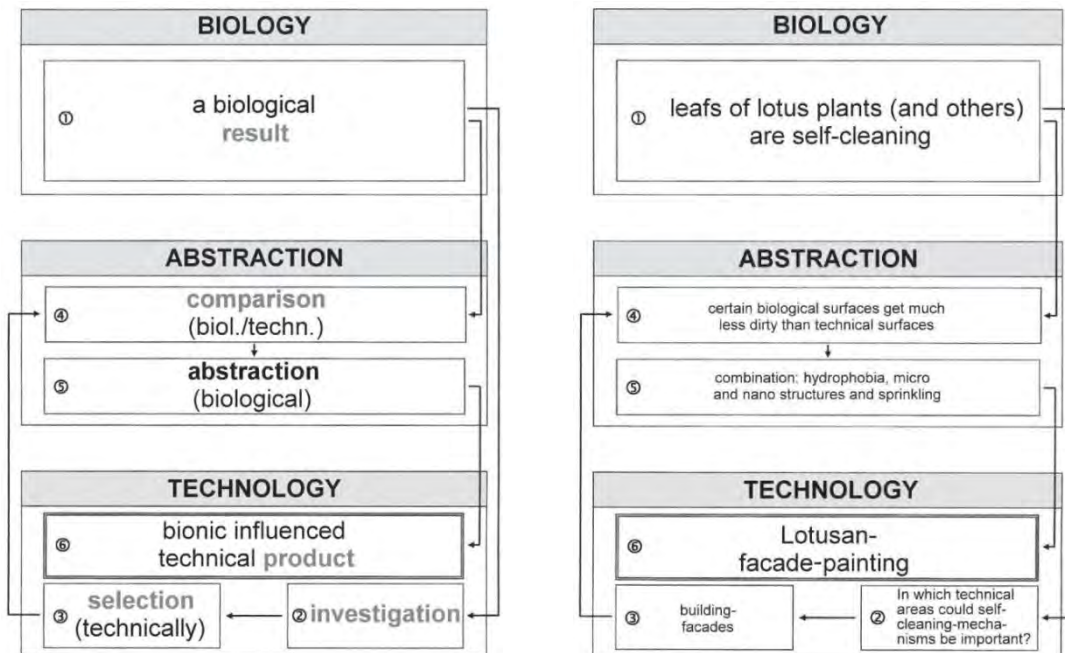 BIOLOGY
①
a biological
result
ABSTRACTION
④
comparison
(biol./techn.)
⑤
abstraction
(biological)
TECHNOLOGY
⑥
bionic influenced
technical product
③
selection
(technically)
② investigation
BIOLOGY
①
leafs of lotus plants (and others)
are self-cleaning
ABSTRACTION
④
certain biological surfaces get much
less dirty than technical surfaces
⑤
combination: hydrophobia, micro
and nano structures and sprinkling
TECHNOLOGY
⑥
Lotusan-
facade-painting
③
building-
facades
②
In which technical
areas could self-
cleaning-mecha-
nisms be important?